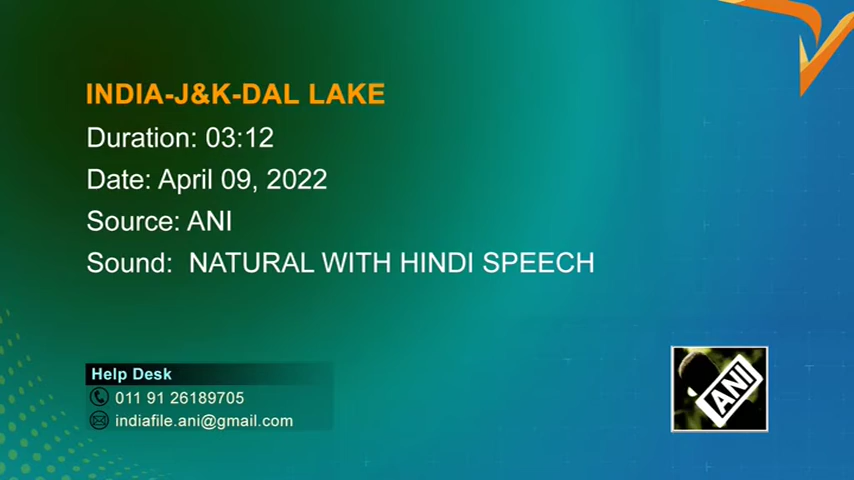 INDIA-J&K-DAL LAKE
Duration: 03:12
Date: April 09, 2022
Source: ANI
Sound: NATURAL WITH HINDI SPEECH
Help Desk
011 91 26189705
indiafile.ani@gmail.com
ANI